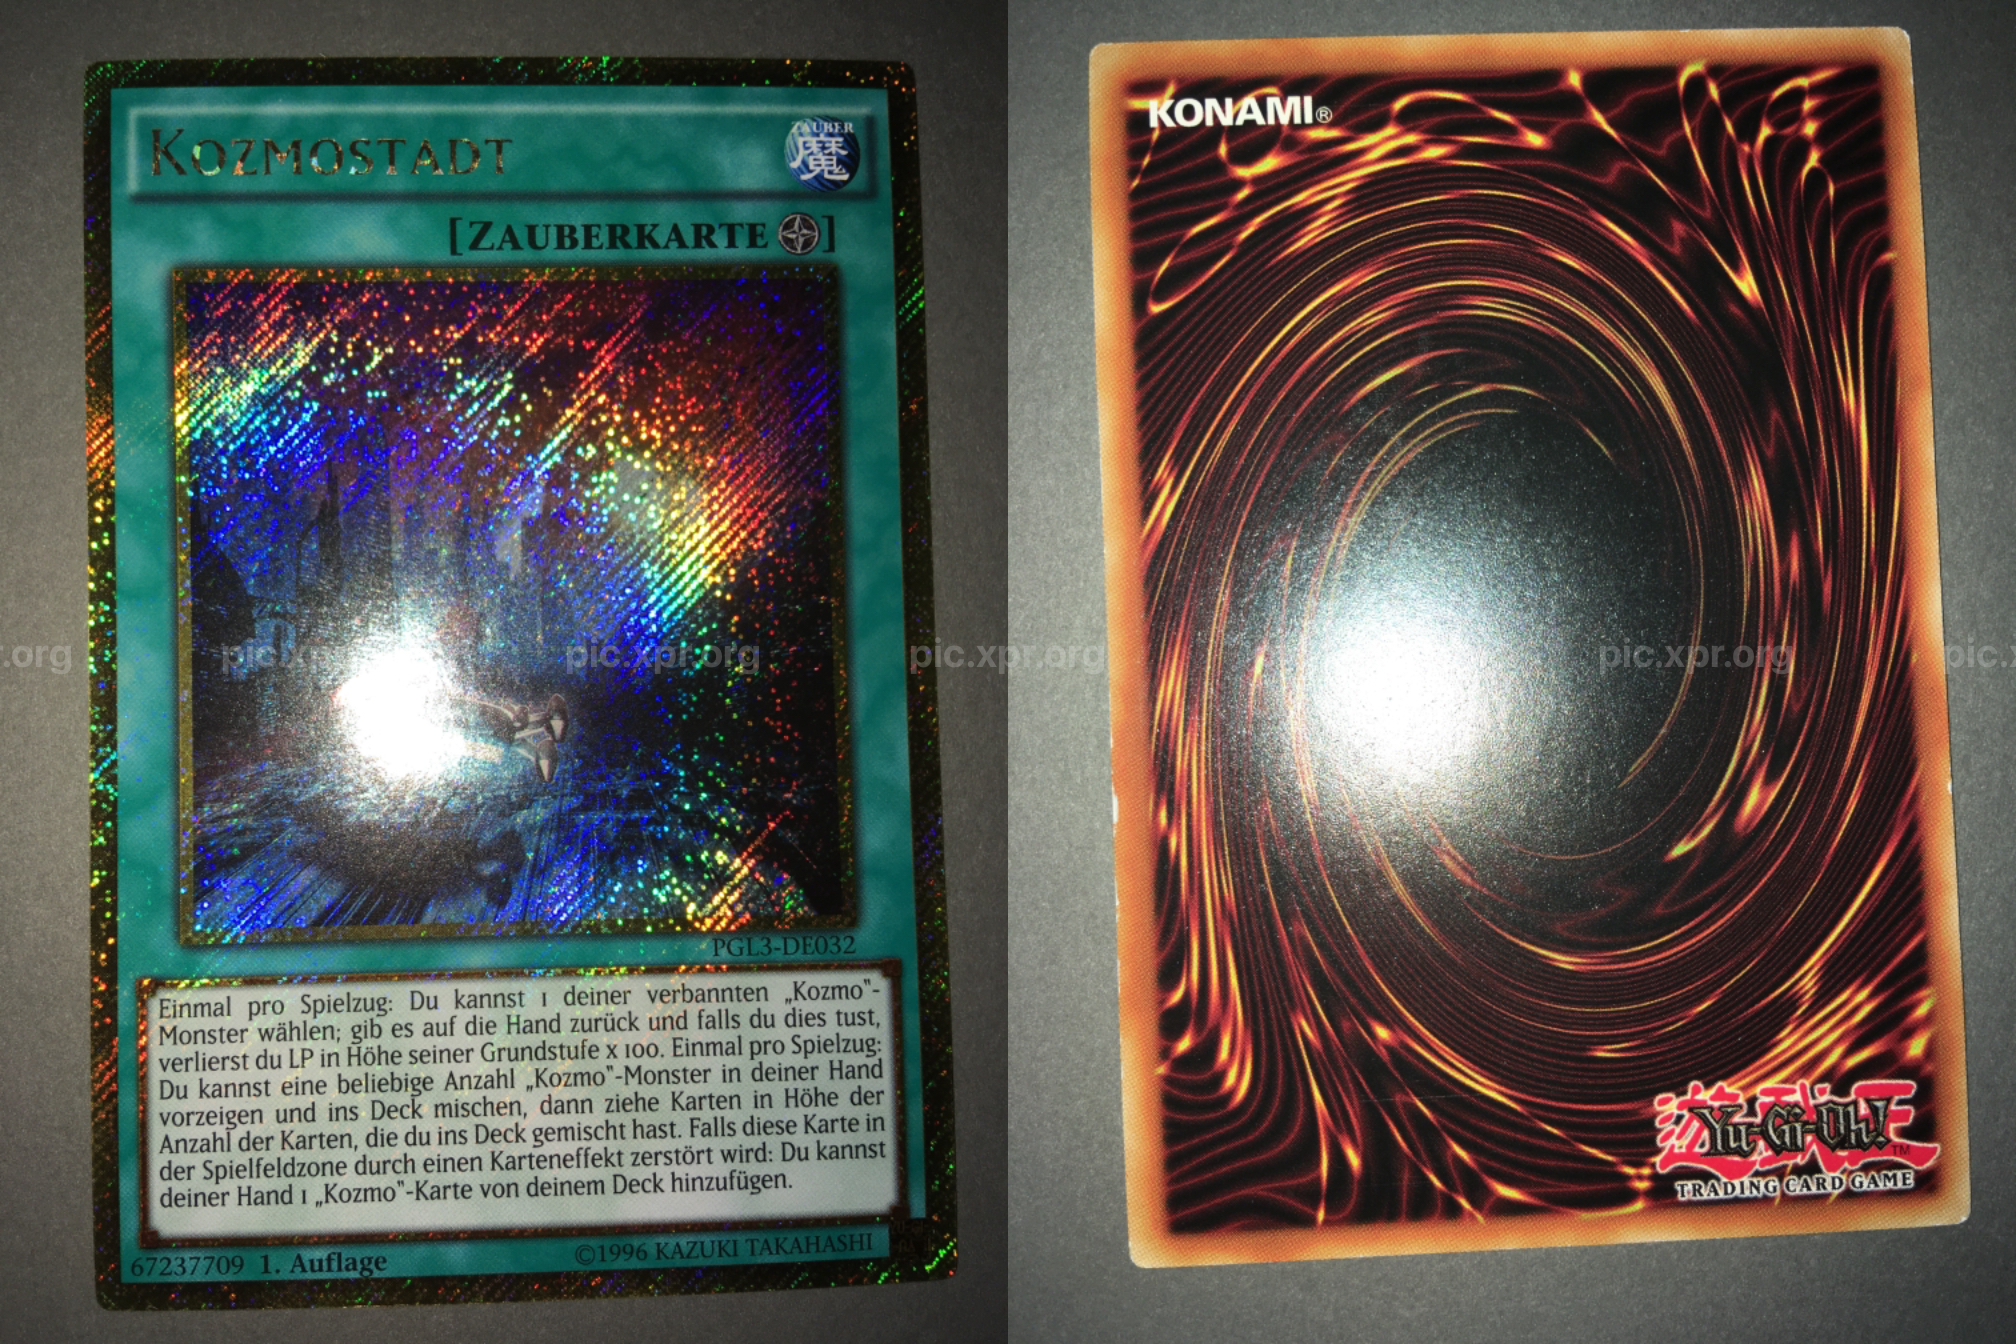 KOZMOSTADT
ZAUBER
魔
[ZAUBERKARTE]
PGL3-DE032
Einmal pro Spielzug: Du kannst 1 deiner verbannten „Kozmo"-
Monster wählen; gib es auf die Hand zurück und falls du dies tust,
verlierst du LP in Höhe seiner Grundstufe x 100. Einmal pro Spielzug:
Du kannst eine beliebige Anzahl „Kozmo"-Monster in deiner Hand
vorzeigen und ins Deck mischen, dann ziehe Karten in Höhe der
Anzahl der Karten, die du ins Deck gemischt hast. Falls diese Karte in
der Spielfeldzone durch einen Karteneffekt zerstört wird: Du kannst
deiner Hand 1 „Kozmo"-Karte von deinem Deck hinzufügen.
67237709 1. Auflage ©1996 KAZUKI TAKAHASHI
KONAMI®
遊戯王
Yu-Gi-Oh!
TM
TRADING CARD GAME
r.org pic.xpr.org pic.xpr.org pic.xpr.org pic.xpr.org pic.x